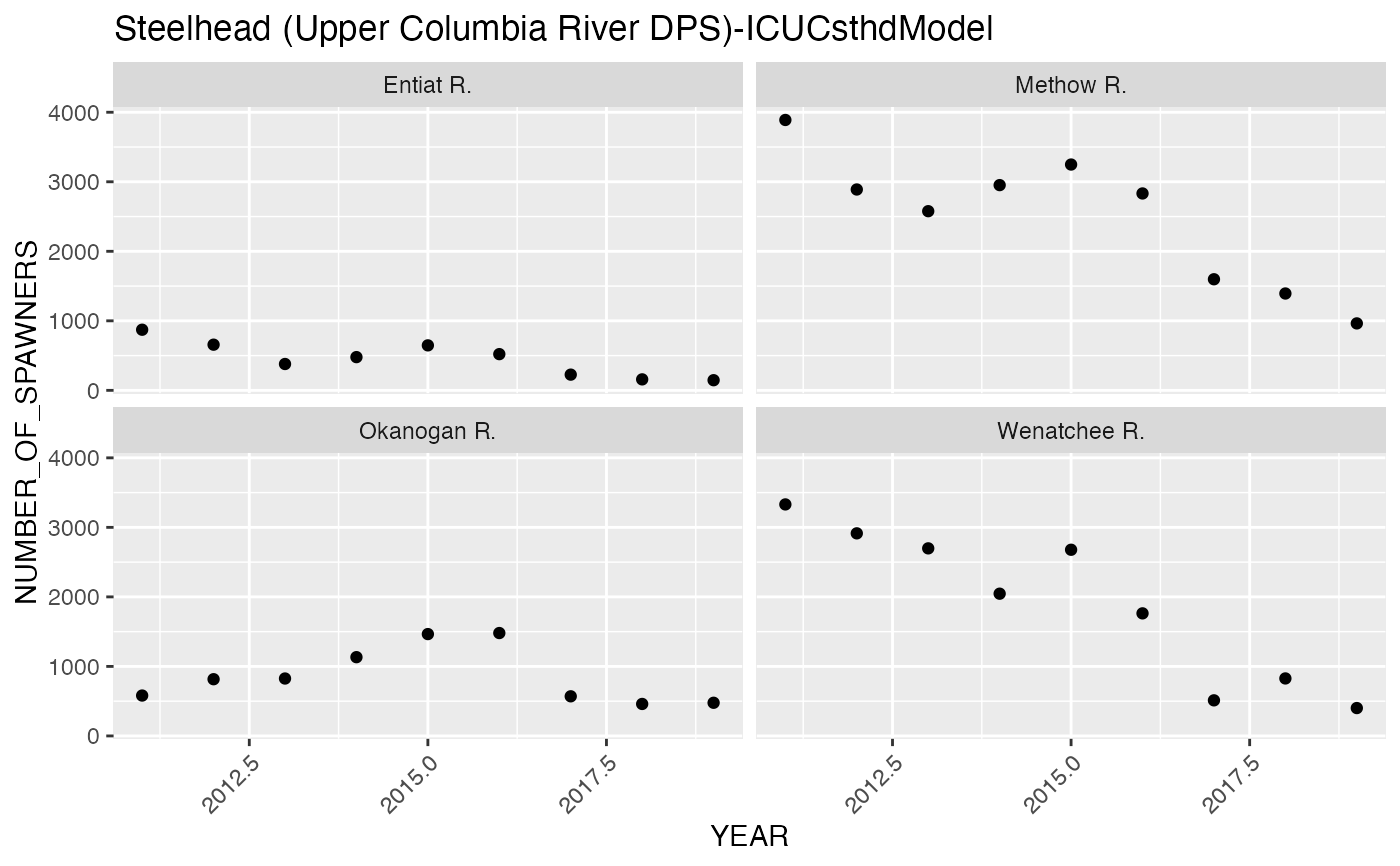 Steelhead (Upper Columbia River DPS)-ICUCsthdModel
Entiat R.
Methow R.
4000
3000
2000
1000
0
Okanogan R.
Wenatchee R.
4000
3000
2000
1000
0
NUMBER_OF_SPAWNERS
2012.5
2015.0
2017.5
2012.5
2015.0
2017.5
YEAR